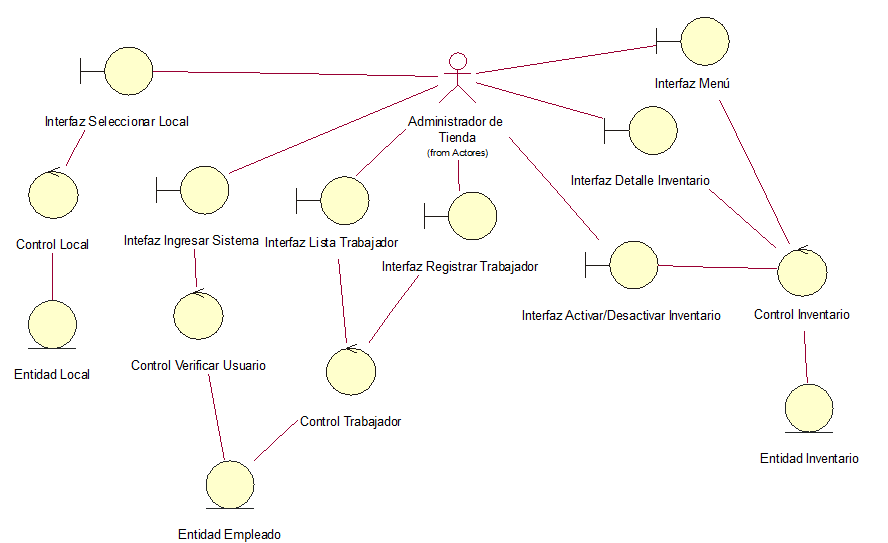 Interfaz Menú
Interfaz Seleccionar Local
Administrador de
Tienda
(from Actores)
Interfaz Detalle Inventario
Control Local
Intefaz Ingresar Sistema
Interfaz Lista Trabajador
Interfaz Registrar Trabajador
Interfaz Activar/Desactivar Inventario
Control Inventario
Entidad Local
Control Verificar Usuario
Control Trabajador
Entidad Inventario
Entidad Empleado